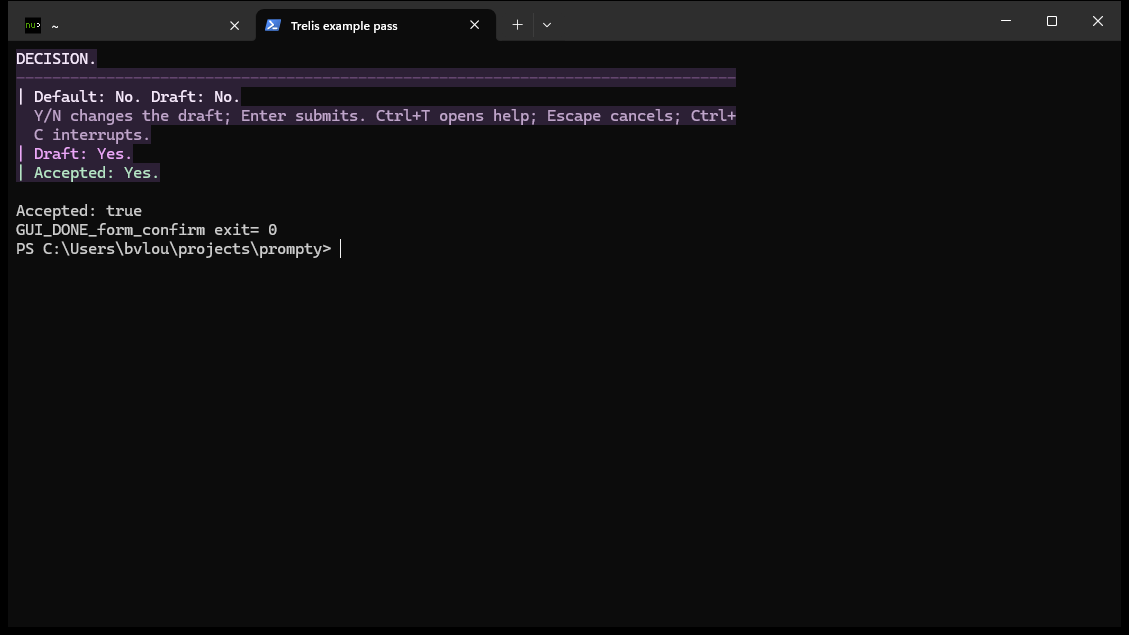 nu> ~
Trelis example pass
DECISION.
| Default: No. Draft: No.
Y/N changes the draft; Enter submits. Ctrl+T opens help; Escape cancels; Ctrl+
C interrupts.
| Draft: Yes.
| Accepted: Yes.
Accepted: true
GUI_DONE_form_confirm exit= 0
PS C:\Users\bvlou\projects\prompty>